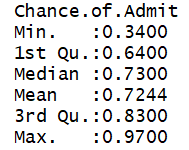 Chance.of.Admit
Min.   :0.3400
1st Qu.:0.6400
Median :0.7300
Mean   :0.7244
3rd Qu.:0.8300
Max.   :0.9700